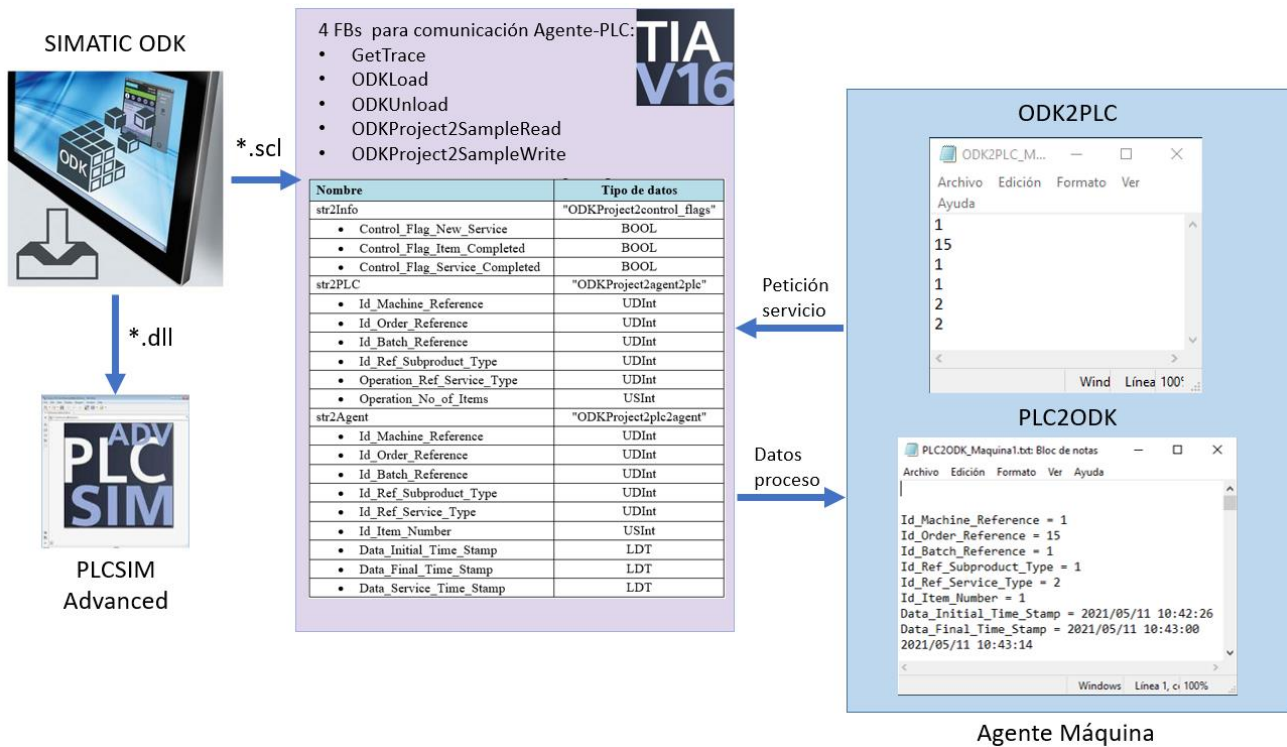 SIMATIC ODK
ODK
*.scl
*.dll
ADV
PLC
SIM
PLCSIM
Advanced
4 FBs para comunicación Agente-PLC:
• GetTrace
• ODKLoad
• ODKUnload
• ODKProject2SampleRead
• ODKProject2SampleWrite
TIA
V16
Nombre Tipo de datos
str2Info "ODKProject2control_flags"
• Control_Flag_New_Service BOOL
• Control_Flag_Item_Completed BOOL
• Control_Flag_Service_Completed BOOL
str2PLC "ODKProject2agent2plc"
• Id_Machine_Reference UDInt
• Id_Order_Reference UDInt
• Id_Batch_Reference UDInt
• Id_Ref_Subproduct_Type UDInt
• Operation_Ref_Service_Type UDInt
• Operation_No_of_Items USInt
str2Agent "ODKProject2plc2agent"
• Id_Machine_Reference UDInt
• Id_Order_Reference UDInt
• Id_Batch_Reference UDInt
• Id_Ref_Subproduct_Type UDInt
• Id_Ref_Service_Type UDInt
• Id_Item_Number USInt
• Data_Initial_Time_Stamp LDT
• Data_Final_Time_Stamp LDT
• Data_Service_Time_Stamp LDT
Petición
servicio
Datos
proceso
ODK2PLC
ODK2PLC_M...
Archivo Edición Formato Ver
Ayuda
1
15
1
1
2
2
Wind Línea 100%
PLC2ODK
PLC2ODK_Maquina1.txt: Bloc de notas
Archivo Edición Formato Ver Ayuda
Id_Machine_Reference = 1
Id_Order_Reference = 15
Id_Batch_Reference = 1
Id_Ref_Subproduct_Type = 1
Id_Ref_Service_Type = 2
Id_Item_Number = 1
Data_Initial_Time_Stamp = 2021/05/11 10:42:26
Data_Final_Time_Stamp = 2021/05/11 10:43:00
2021/05/11 10:43:14
Windows Línea 1, c 100%
Agente Máquina